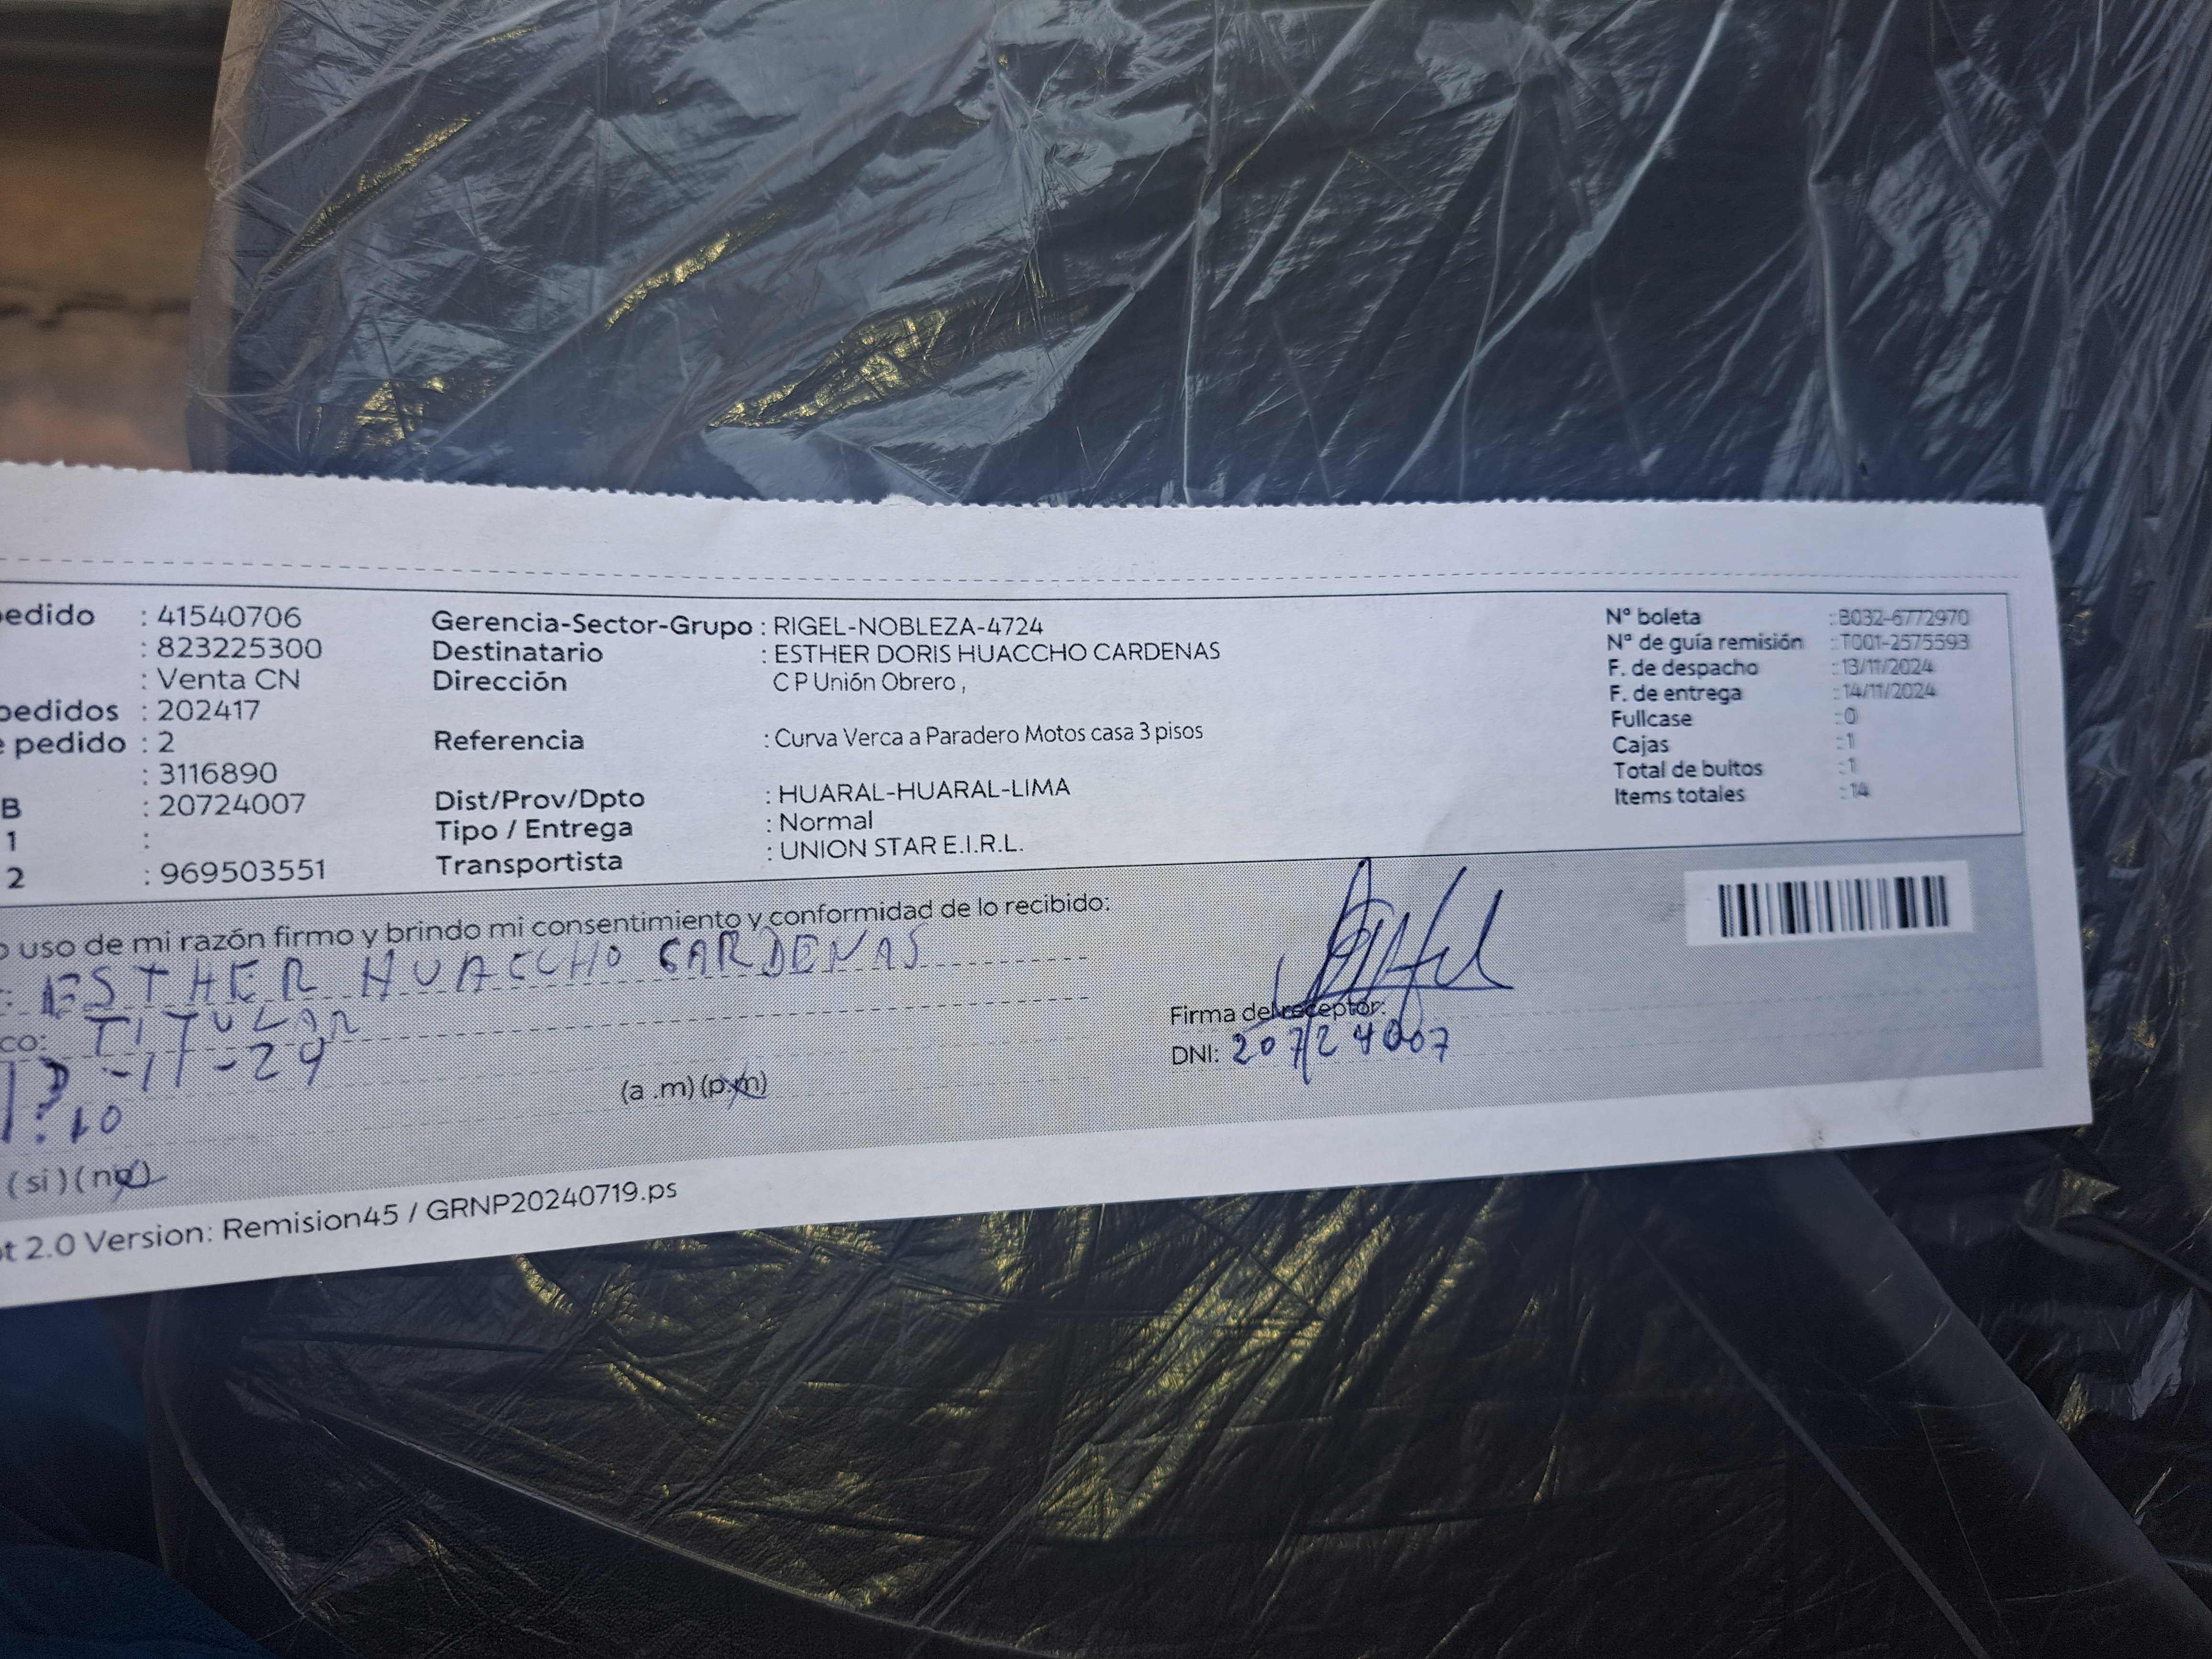 edido : 41540706
: 823225300
: Venta CN
pedidos : 202417
e pedido : 2
: 3116890
B : 20724007
1 :
2 : 969503551
Gerencia-Sector-Grupo : RIGEL-NOBLEZA-4724
Destinatario : ESTHER DORIS HUACCHO CARDENAS
Dirección C P Unión Obrero ,
Referencia : Curva Verca a Paradero Motos casa 3 pisos
Dist/Prov/Dpto : HUARAL-HUARAL-LIMA
Tipo / Entrega : Normal
Transportista : UNION STAR E.I.R.L.
N° boleta : B032-6772970
N° de guía remisión : T001-2575593
F. de despacho : 13/11/2024
F. de entrega : 14/11/2024
Fullcase : 0
Cajas : 1
Total de bultos : 1
Items totales : 14
o uso de mi razón firmo y brindo mi consentimiento y conformidad de lo recibido:
: ESTHER HUACCHO CARDENAS
co: TITULAR
-11-24
10
(a .m) (p.m)
(si) (no)
Firma del receptor:
DNI: 20724007
ot 2.0 Version: Remision45 / GRNP20240719.ps